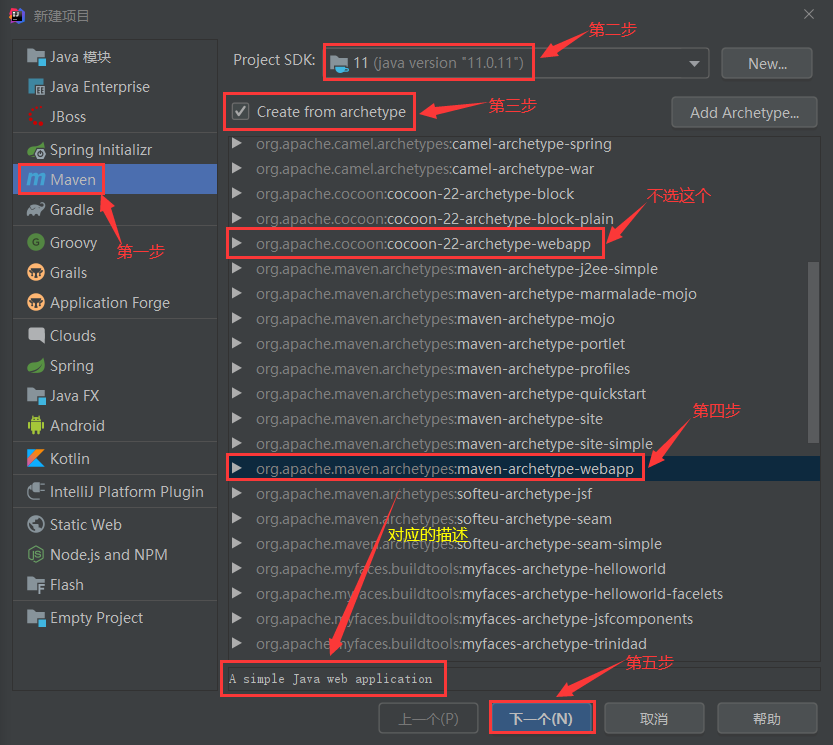 新建项目
Java 模块
Java Enterprise
JBoss
Spring Initializr
Maven
Gradle
第一步
Groovy
Grails
Application Forge
Clouds
Spring
Java FX
Android
Kotlin
IntelliJ Platform Plugin
Static Web
Node.js and NPM
Flash
Empty Project
第二步
Project SDK: 11 (java version "11.0.11") New...
Create from archetype 第三步 Add Archetype...
org.apache.camel.archetypes:camel-archetype-spring
org.apache.camel.archetypes:camel-archetype-war
org.apache.cocoon:cocoon-22-archetype-block
不选这个
org.apache.cocoon:cocoon-22-archetype-block-plain
org.apache.cocoon:cocoon-22-archetype-webapp
org.apache.maven.archetypes:maven-archetype-j2ee-simple
org.apache.maven.archetypes:maven-archetype-marmalade-mojo
org.apache.maven.archetypes:maven-archetype-mojo
org.apache.maven.archetypes:maven-archetype-portlet
org.apache.maven.archetypes:maven-archetype-profiles
org.apache.maven.archetypes:maven-archetype-quickstart
第四步
org.apache.maven.archetypes:maven-archetype-site
org.apache.maven.archetypes:maven-archetype-site-simple
org.apache.maven.archetypes:maven-archetype-webapp
org.apache.maven.archetypes:softeu-archetype-jsf
org.apache.maven.archetypes:softeu-archetype-seam
对应的描述
org.apache.maven.archetypes:softeu-archetype-seam-simple
org.apache.myfaces.buildtools:myfaces-archetype-helloworld
org.apache.myfaces.buildtools:myfaces-archetype-helloworld-facelets
org.apache.myfaces.buildtools:myfaces-archetype-jsfcomponents
org.apache.myfaces.buildtools:myfaces-archetype-trinidad
第五步
A simple Java web application
上一个(P) 下一个(N) 取消 帮助